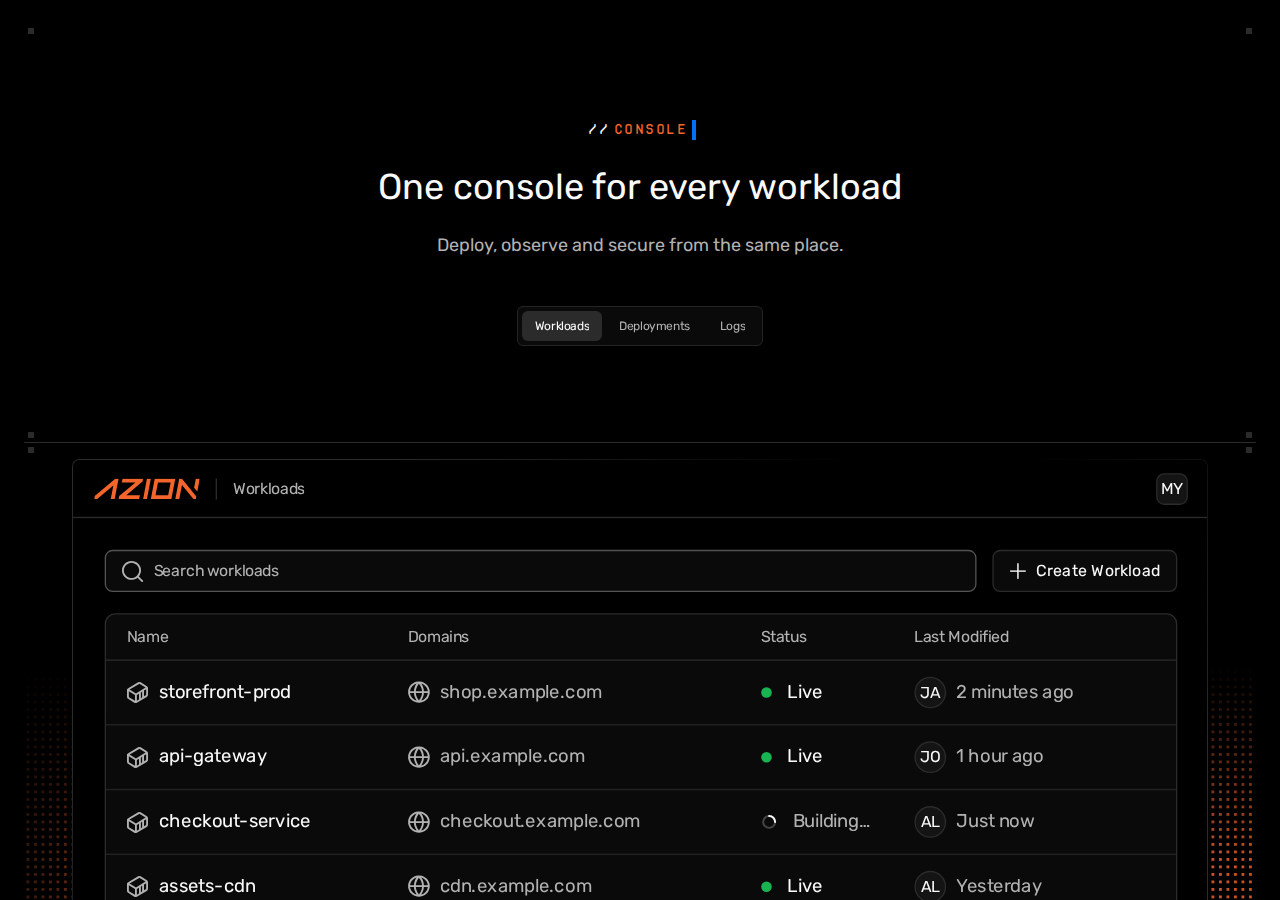 // CONSOLE
One console for every workload
Deploy, observe and secure from the same place.
Workloads Deployments Logs
AZION Workloads MY
Search workloads Create Workload
Name Domains Status Last Modified
storefront-prod shop.example.com Live JA 2 minutes ago
api-gateway api.example.com Live JO 1 hour ago
checkout-service checkout.example.com Building... AL Just now
assets-cdn cdn.example.com Live AL Yesterday